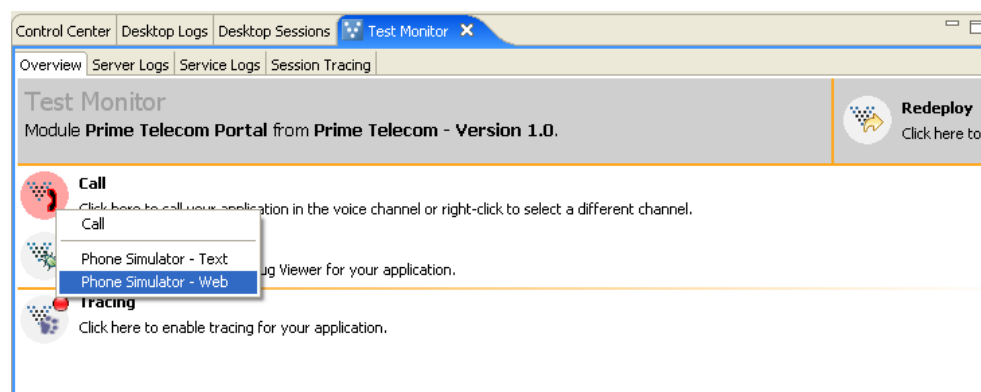 Control Center Desktop Logs Desktop Sessions Test Monitor
Overview Server Logs Service Logs Session Tracing
Test Monitor
Module Prime Telecom Portal from Prime Telecom - Version 1.0.
Redeploy
Click here to
Call
Click here to call your application in the voice channel or right-click to select a different channel.
Call
Phone Simulator - Text
ug Viewer for your application.
Phone Simulator - Web
Tracing
Click here to enable tracing for your application.